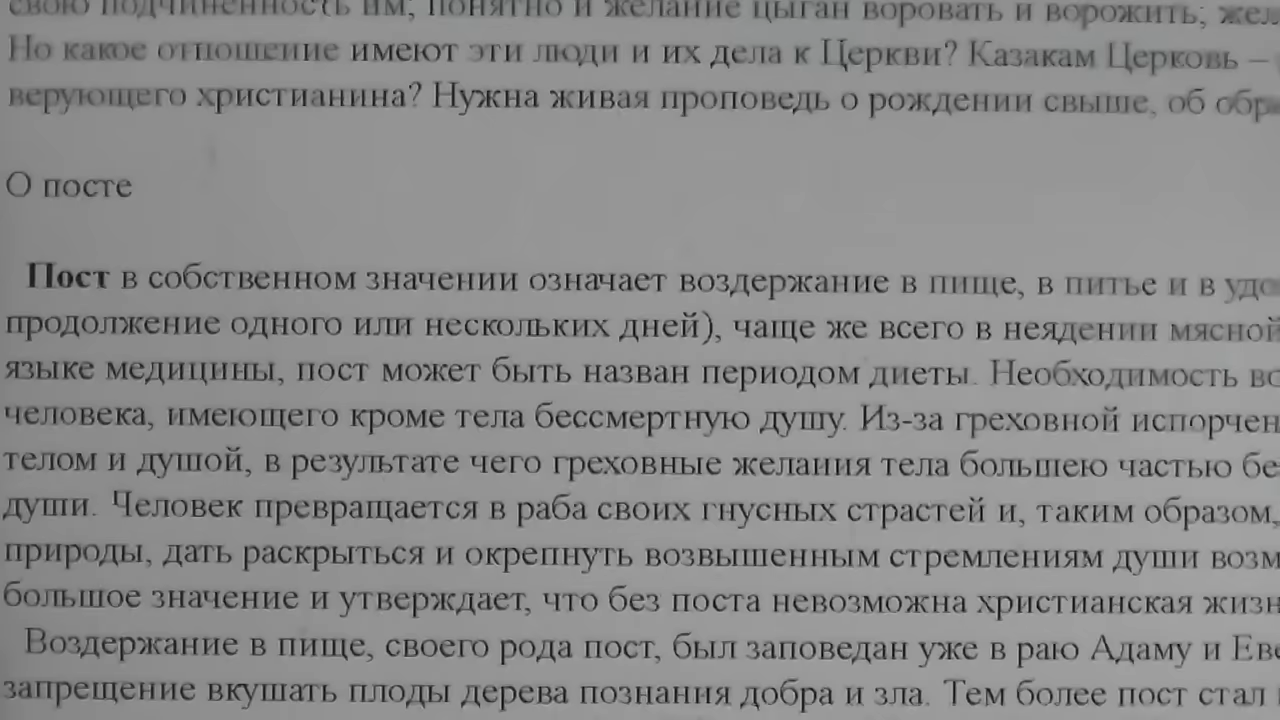 свою подчиненность им; понятно и желание цыган воровать и ворожить;
Но какое отношение имеют эти люди и их дела к Церкви? Казакам Церковь –
верующего христианина? Нужна живая проповедь о рождении свыше, об
О посте
Пост в собственном значении означает воздержание в пище, в питье и в
продолжение одного или нескольких дней), чаще же всего в неядении мясной
языке медицины, пост может быть назван периодом диеты. Необходимость
человека, имеющего кроме тела бессмертную душу. Из-за греховной
телом и душой, в результате чего греховные желания тела большею частью
души. Человек превращается в раба своих гнусных страстей и, таким образом,
природы, дать раскрыться и окрепнуть возвышенным стремлениям души
большое значение и утверждает, что без поста невозможна христианская
Воздержание в пище, своего рода пост, был заповедан уже в раю Адаму и
запрещение вкушать плоды дерева познания добра и зла. Тем более пост стал